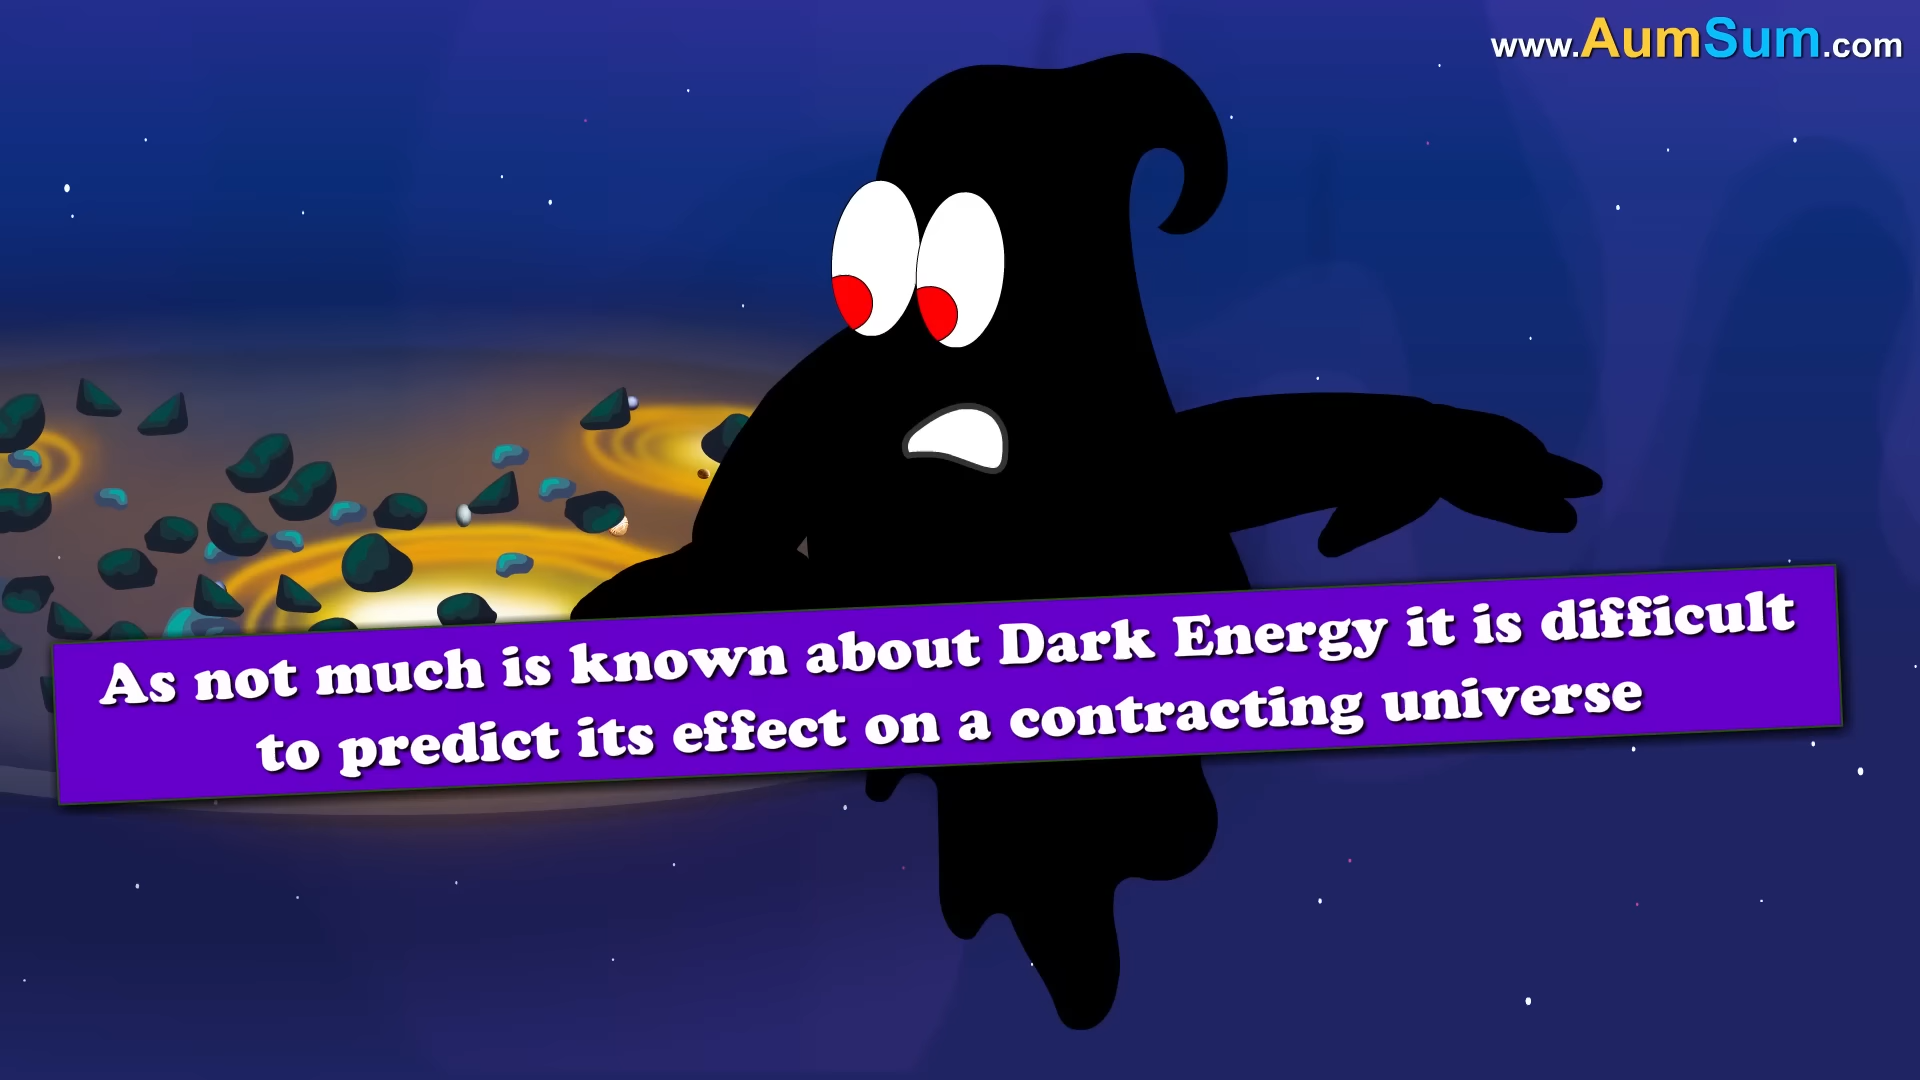 www.AumSum.com
As not much is known about Dark Energy it is difficult
to predict its effect on a contracting universe